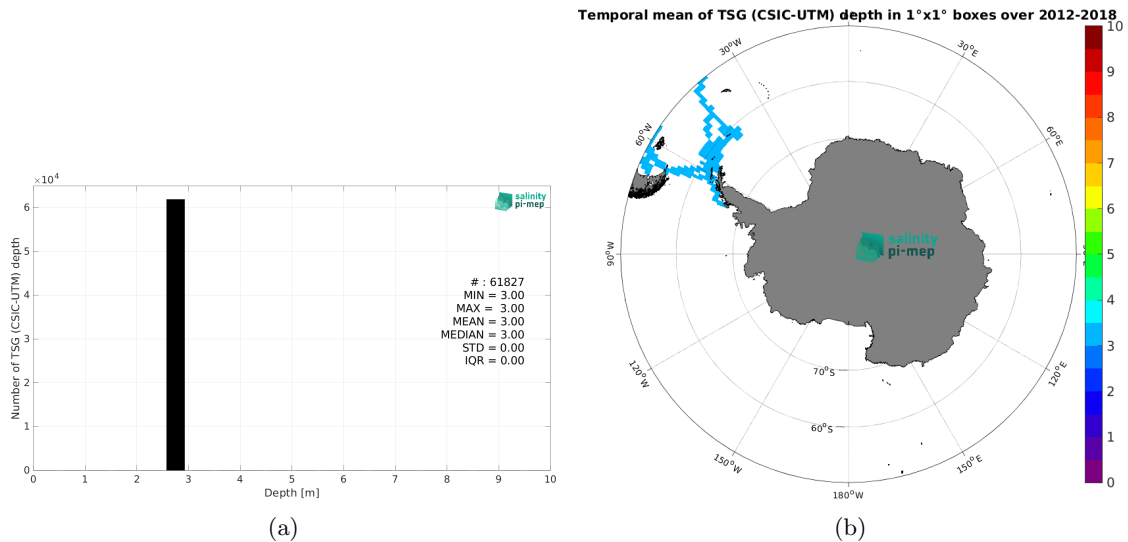 ×10⁴
6
5
4
3
2
1
0
Number of TSG (CSIC-UTM) depth
0 1 2 3 4 5 6 7 8 9 10
Depth [m]
salinity
pi-mep
# : 61827
MIN = 3.00
MAX = 3.00
MEAN = 3.00
MEDIAN = 3.00
STD = 0.00
IQR = 0.00
(a)
Temporal mean of TSG (CSIC-UTM) depth in 1°x1° boxes over 2012-2018
30°W
30°E
60°W
60°E
90°W
120°W
120°E
150°W
150°E
180°W
70°S
60°S
salinity
pi-mep
10
9
8
7
6
5
4
3
2
1
0
(b)